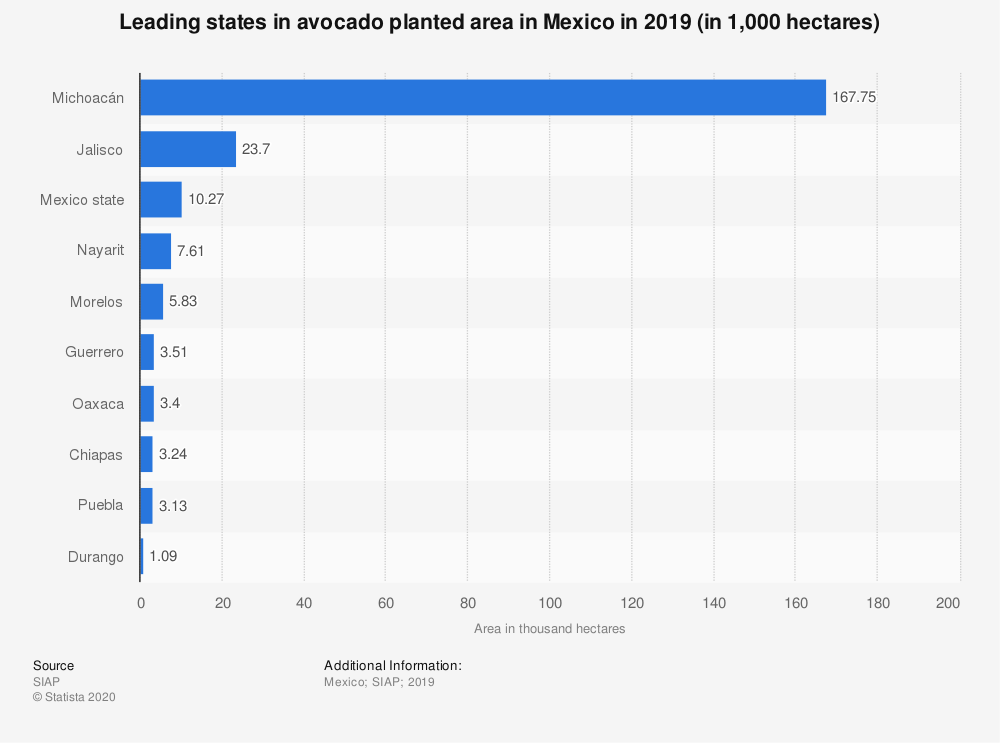 Leading states in avocado planted area in Mexico in 2019 (in 1,000 hectares)
Michoacán 167.75
Jalisco 23.7
Mexico state 10.27
Nayarit 7.61
Morelos 5.83
Guerrero 3.51
Oaxaca 3.4
Chiapas 3.24
Puebla 3.13
Durango 1.09
0 20 40 60 80 100 120 140 160 180 200
Area in thousand hectares
Source
SIAP
© Statista 2020
Additional Information:
Mexico; SIAP; 2019